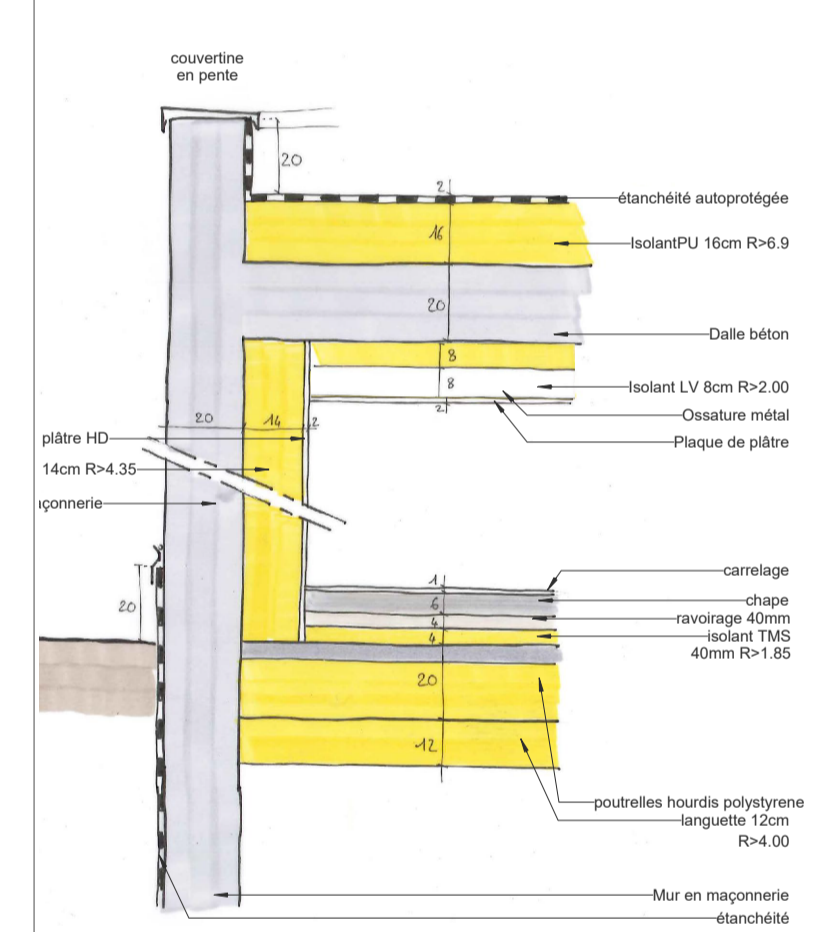 couvertine
en pente
20
2
étanchéité autoprotégée
16
IsolantPU 16cm R>6.9
20
Dalle béton
8
8
Isolant LV 8cm R>2.00
Ossature métal
2
Plaque de plâtre
20
14
2
plâtre HD
14cm R>4.35
çonnerie
carrelage
1
chape
6
ravoirage 40mm
4
isolant TMS
40mm R>1.85
4
20
20
12
poutrelles hourdis polystyrene
languette 12cm
R>4.00
Mur en maçonnerie
étanchéité